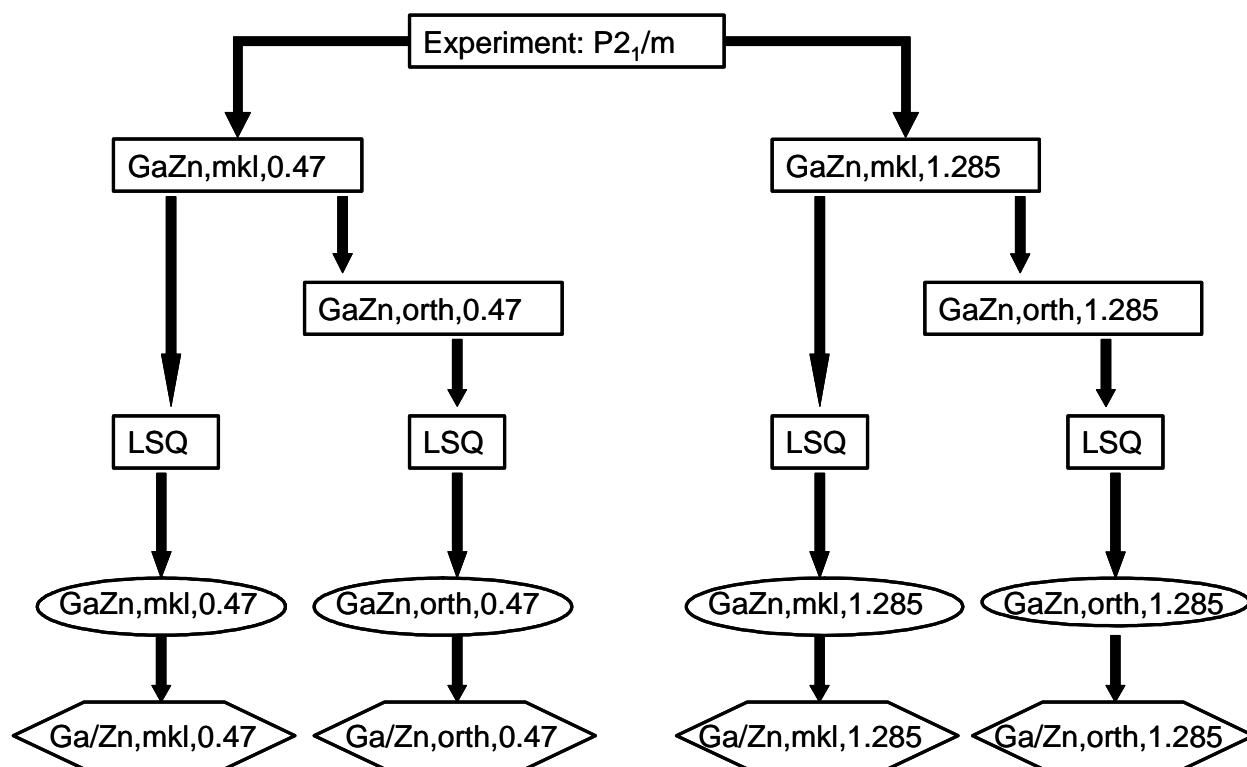 Experiment: P2₁/m
GaZn,mkl,0.47
GaZn,mkl,1.285
GaZn,orth,0.47
GaZn,orth,1.285
LSQ
LSQ
LSQ
LSQ
GaZn,mkl,0.47
GaZn,orth,0.47
GaZn,mkl,1.285
GaZn,orth,1.285
Ga/Zn,mkl,0.47
Ga/Zn,orth,0.47
Ga/Zn,mkl,1.285
Ga/Zn,orth,1.285